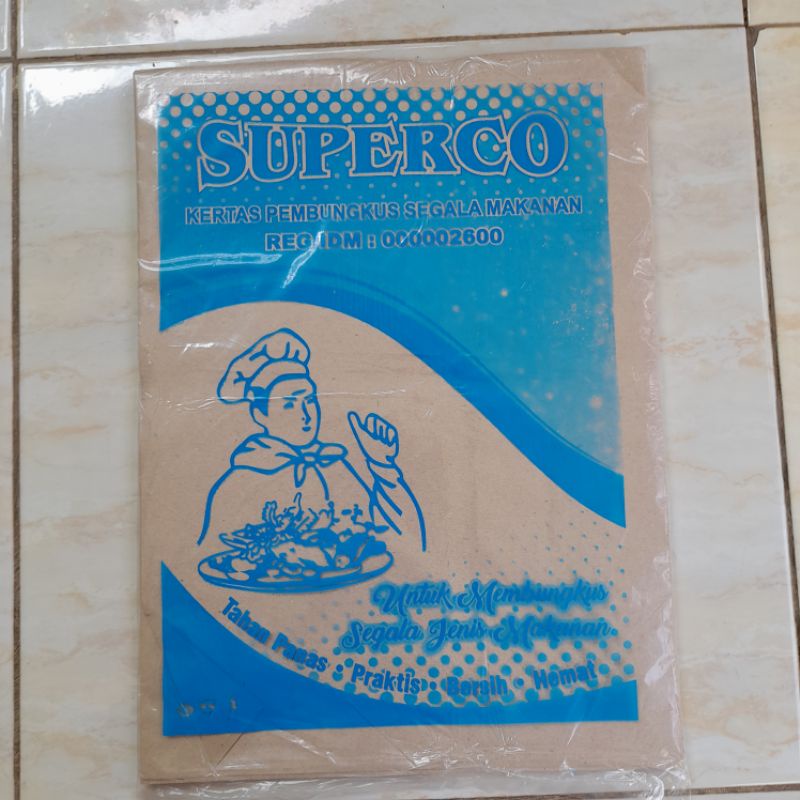 SUPERCO
KERTAS PEMBUNGKUS SEGALA MAKANAN
REG IDM : 000002600
Untuk Membungkus
Segala Jenis Makanan
Tahan Panas : Praktis : Bersih - Hemat